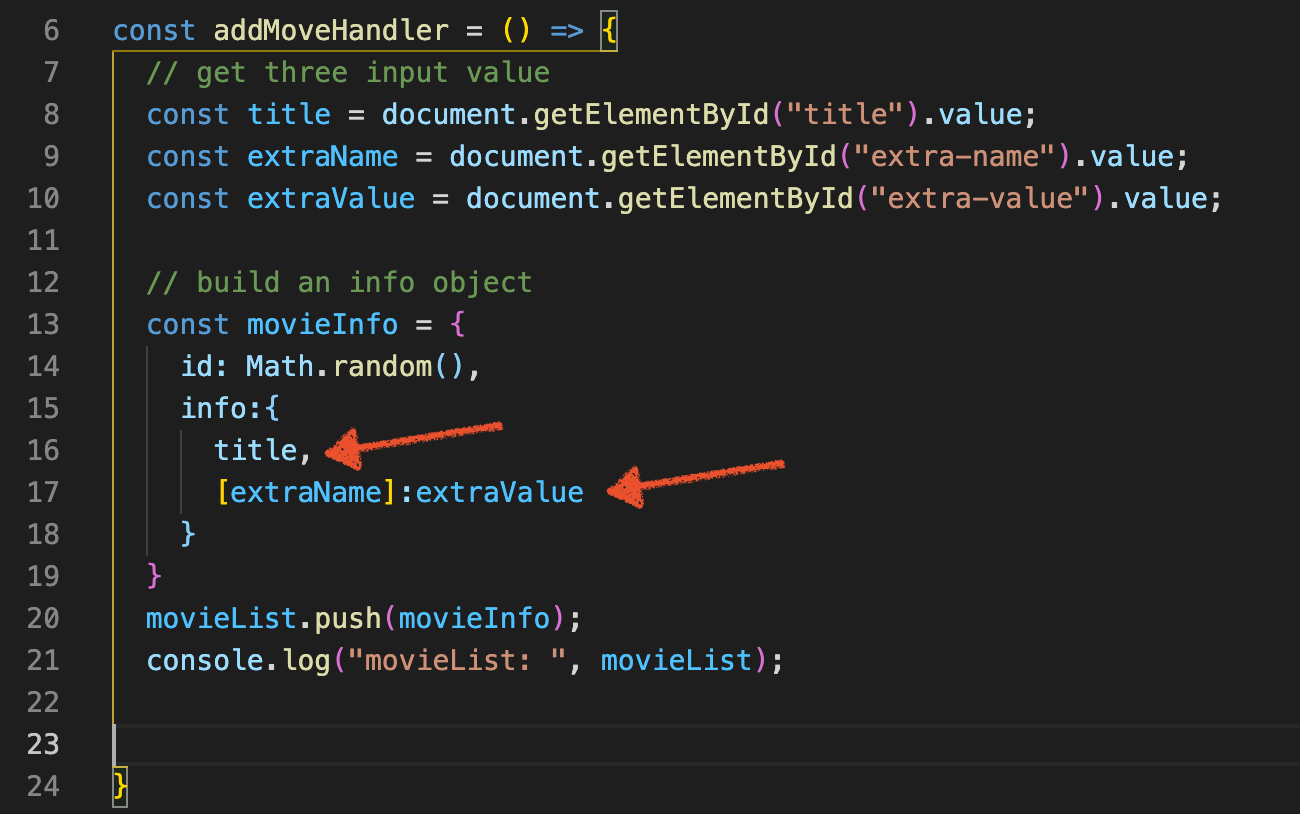 6 const addMoveHandler = () => {
7 // get three input value
8 const title = document.getElementById("title").value;
9 const extraName = document.getElementById("extra-name").value;
10 const extraValue = document.getElementById("extra-value").value;
11
12 // build an info object
13 const movieInfo = {
14 id: Math.random(),
15 info:{
16 title,
17 [extraName]:extraValue
18 }
19 }
20 movieList.push(movieInfo);
21 console.log("movieList: ", movieList);
22
23
24 }